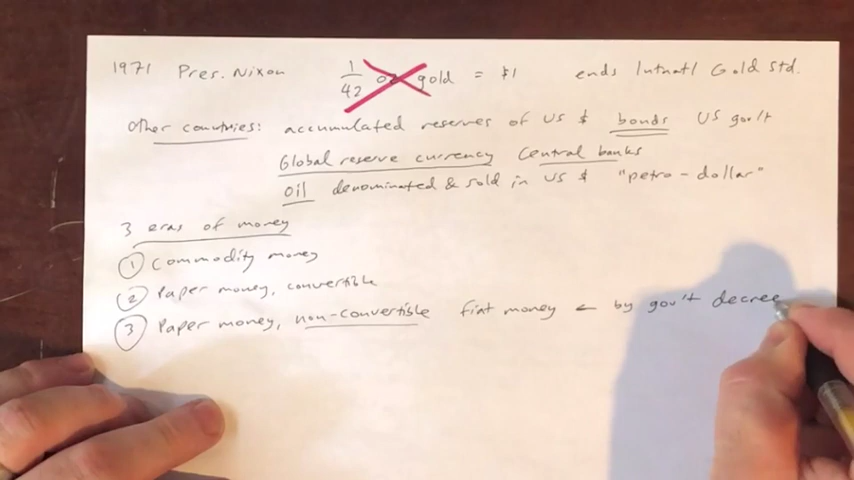 1971 Pres. Nixon 1/42 oz gold = $1 ends Intnat'l Gold Std.
Other countries: accumulated reserves of US $ bonds US gov't
Global reserve currency Central banks
Oil denominated & sold in US $ "petro-dollar"
3 eras of money
① Commodity money
② Paper money, convertible
③ Paper money, non-convertible fiat money ← by gov't decree